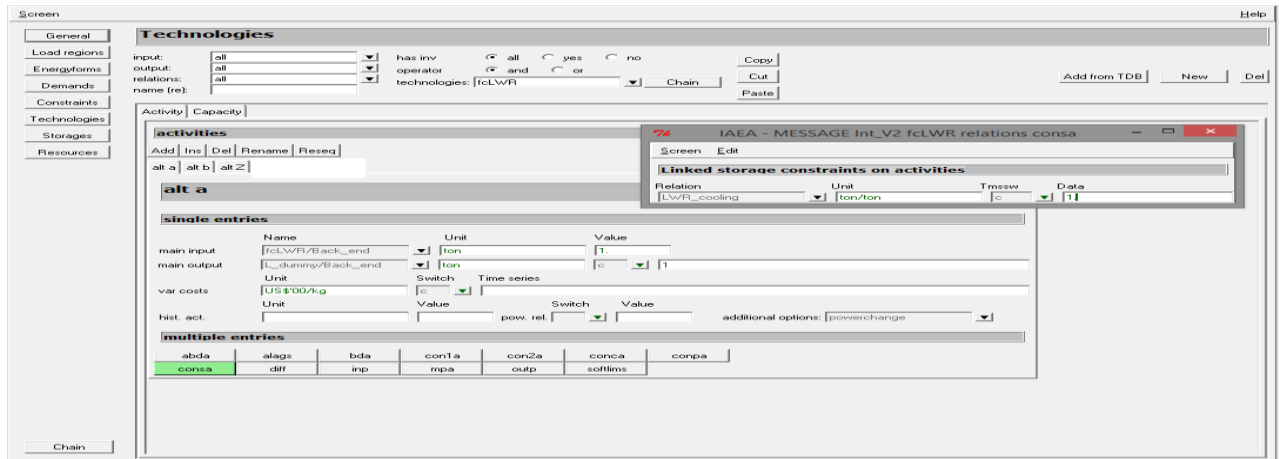 Screen Help
General Technologies
Load regions
Energyforms
Demands
Constraints
Technologies
Storages
Resources
Chain
input: all has inv all yes no Copy
output: all operator and or Cut Add from TDB New Del
relations: all technologies: fcLWR Chain
name (re): Paste
Activity Capacity
activities
Add Ins Del Rename Reseq
alt a alt b alt Z
alt a
IAEA - MESSAGE Int_V2 fcLWR relations consa
Screen Edit
Linked storage constraints on activities
Relation Unit Tmssw Data
LWR_cooling ton/ton c 1
single entries
Name Unit Value
main input fcLWR/Back_end ton 1.
main output L_dummy/Back_end ton c 1
Unit Switch Time series
var costs US$'00/kg c
Unit Value Switch Value
hist. act. pow. rel. additional options: powerchange
multiple entries
abda alags bda con1a con2a conca conpa
consa diff inp mpa outp softlims